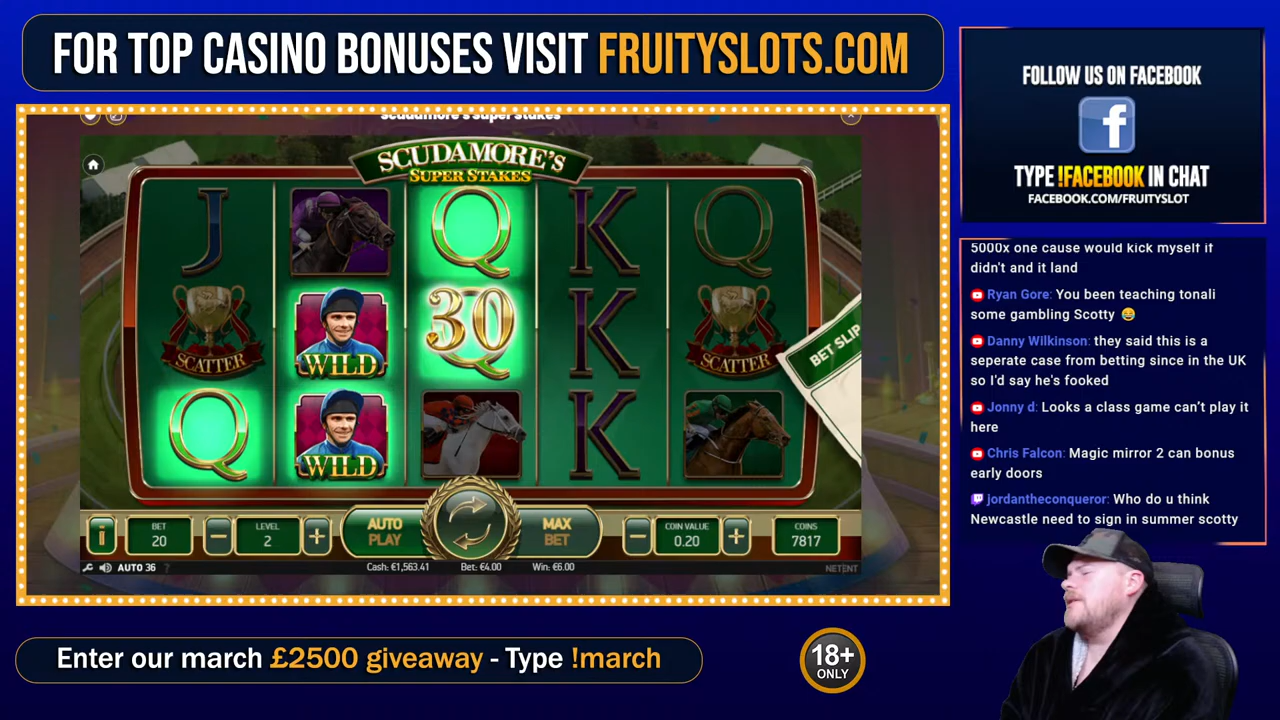 FOR TOP CASINO BONUSES VISIT FRUITYSLOTS.COM
Scudamore's Super Stakes
SCUDAMORE'S
SUPER STAKES
J
Q
K
Q
SCATTER
WILD
30
Q
K
SCATTER
Q
WILD
K
BET SLIP
BET
20
LEVEL
2
AUTO
PLAY
MAX
BET
COIN VALUE
0.20
COINS
7817
AUTO 36
?
Cash: €1,563.41
Bet: €4.00
Win: €6.00
NETENT
FOLLOW US ON FACEBOOK
f
TYPE !FACEBOOK IN CHAT
FACEBOOK.COM/FRUITYSLOT
5000x one cause would kick myself if
didn't and it land
Ryan Gore: You been teaching tonali
some gambling Scotty 😂
Danny Wilkinson: they said this is a
seperate case from betting since in the UK
so I'd say he's fooked
Jonny d: Looks a class game can't play it
here
Chris Falcon: Magic mirror 2 can bonus
early doors
jordantheconqueror: Who do u think
Newcastle need to sign in summer scotty
Enter our march £2500 giveaway - Type !march
18+
ONLY